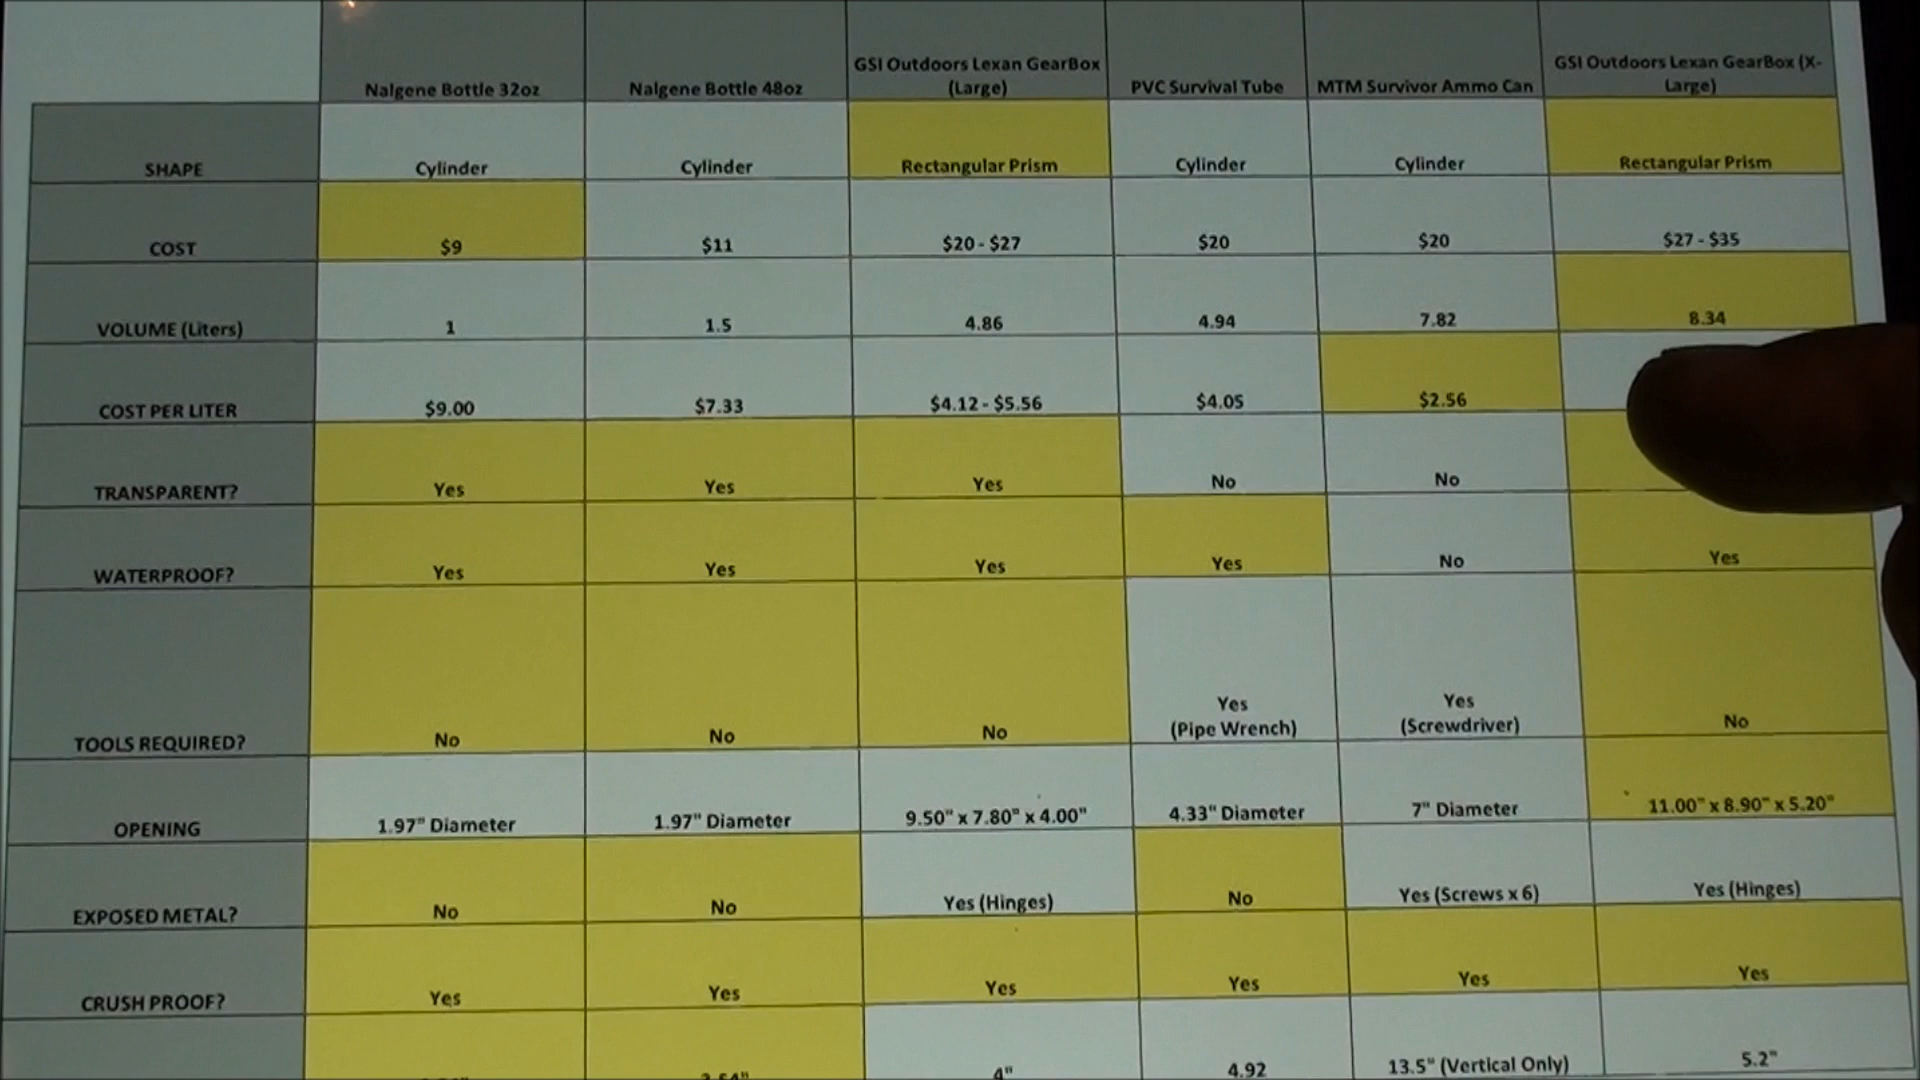 Nalgene Bottle 32oz Nalgene Bottle 48oz GSI Outdoors Lexan GearBox (Large) PVC Survival Tube MTM Survivor Ammo Can GSI Outdoors Lexan GearBox (X-Large)
SHAPE Cylinder Cylinder Rectangular Prism Cylinder Cylinder Rectangular Prism
COST $9 $11 $20 - $27 $20 $20 $27 - $35
VOLUME (Liters) 1 1.5 4.86 4.94 7.82 8.34
COST PER LITER $9.00 $7.33 $4.12 - $5.56 $4.05 $2.56
TRANSPARENT? Yes Yes Yes No No
WATERPROOF? Yes Yes Yes Yes No Yes
TOOLS REQUIRED? No No No Yes (Pipe Wrench) Yes (Screwdriver) No
OPENING 1.97" Diameter 1.97" Diameter 9.50" x 7.80" x 4.00" 4.33" Diameter 7" Diameter 11.00" x 8.90" x 5.20"
EXPOSED METAL? No No Yes (Hinges) No Yes (Screws x 6) Yes (Hinges)
CRUSH PROOF? Yes Yes Yes Yes Yes Yes
4" 4.92 13.5" (Vertical Only) 5.2"